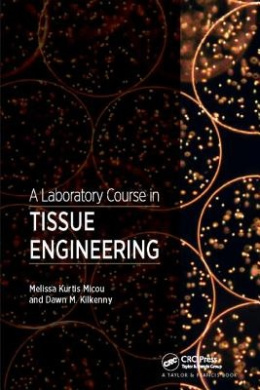 A Laboratory Course in
TISSUE
ENGINEERING
Melissa Kurtis Micou
and Dawn M. Kilkenny
CRC Press
Taylor & Francis Group
A TAYLOR & FRANCIS BOOK